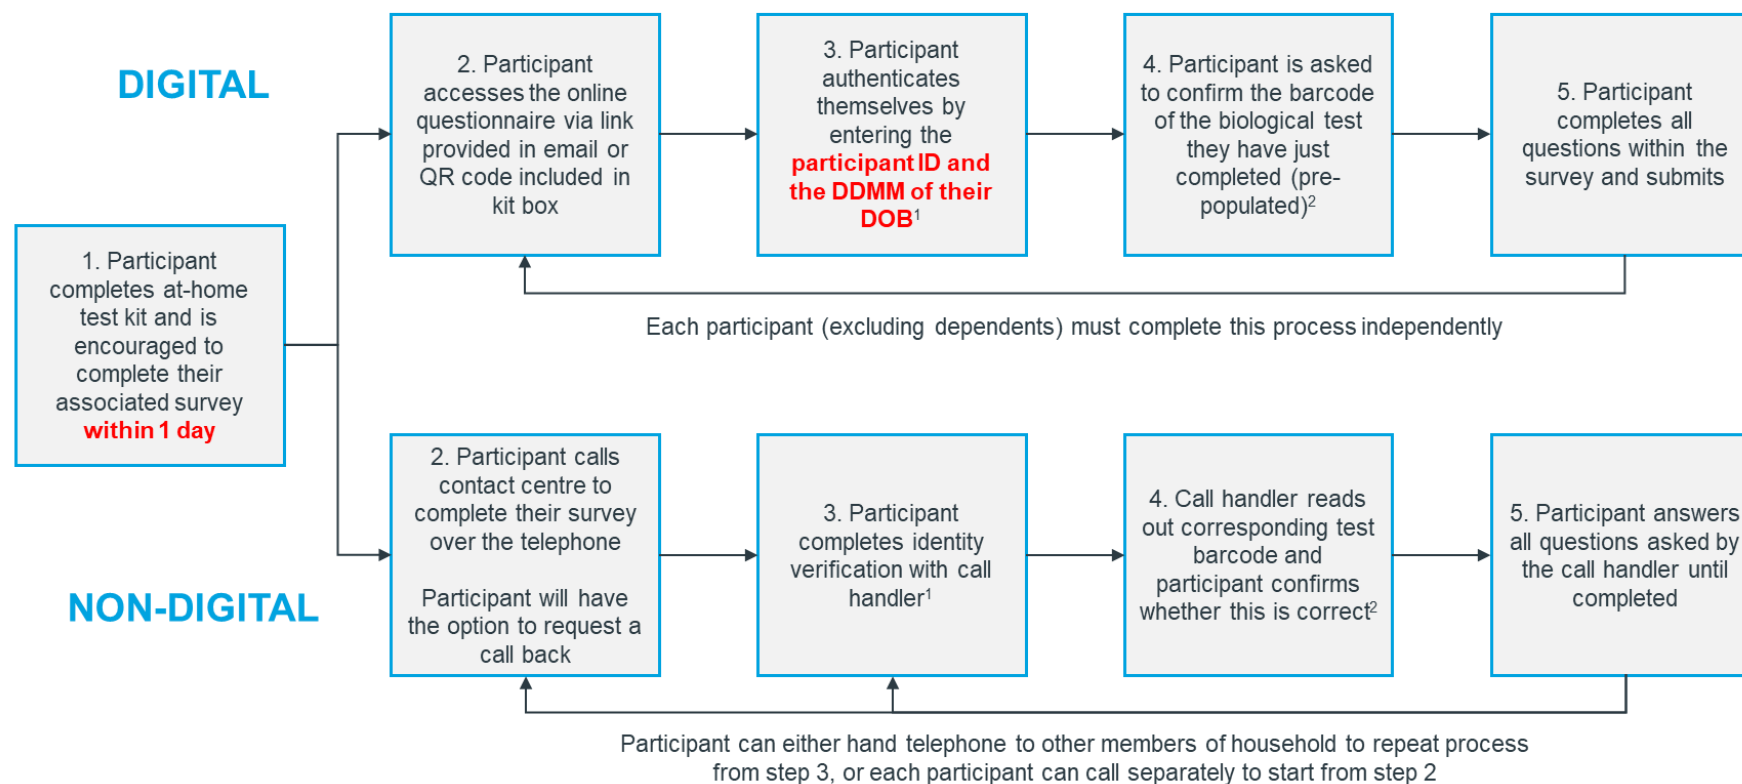 DIGITAL
1. Participant
completes at-home
test kit and is
encouraged to
complete their
associated survey
within 1 day
2. Participant
accesses the online
questionnaire via link
provided in email or
QR code included in
kit box
3. Participant
authenticates
themselves by
entering the
participant ID and
the DDMM of their
DOB¹
4. Participant is asked
to confirm the barcode
of the biological test
they have just
completed (pre-
populated)²
5. Participant
completes all
questions within the
survey and submits
Each participant (excluding dependents) must complete this process independently
NON-DIGITAL
2. Participant calls
contact centre to
complete their survey
over the telephone
Participant will have
the option to request a
call back
3. Participant
completes identity
verification with call
handler¹
4. Call handler reads
out corresponding test
barcode and
participant confirms
whether this is correct²
5. Participant answers
all questions asked by
the call handler until
completed
Participant can either hand telephone to other members of household to repeat process
from step 3, or each participant can call separately to start from step 2